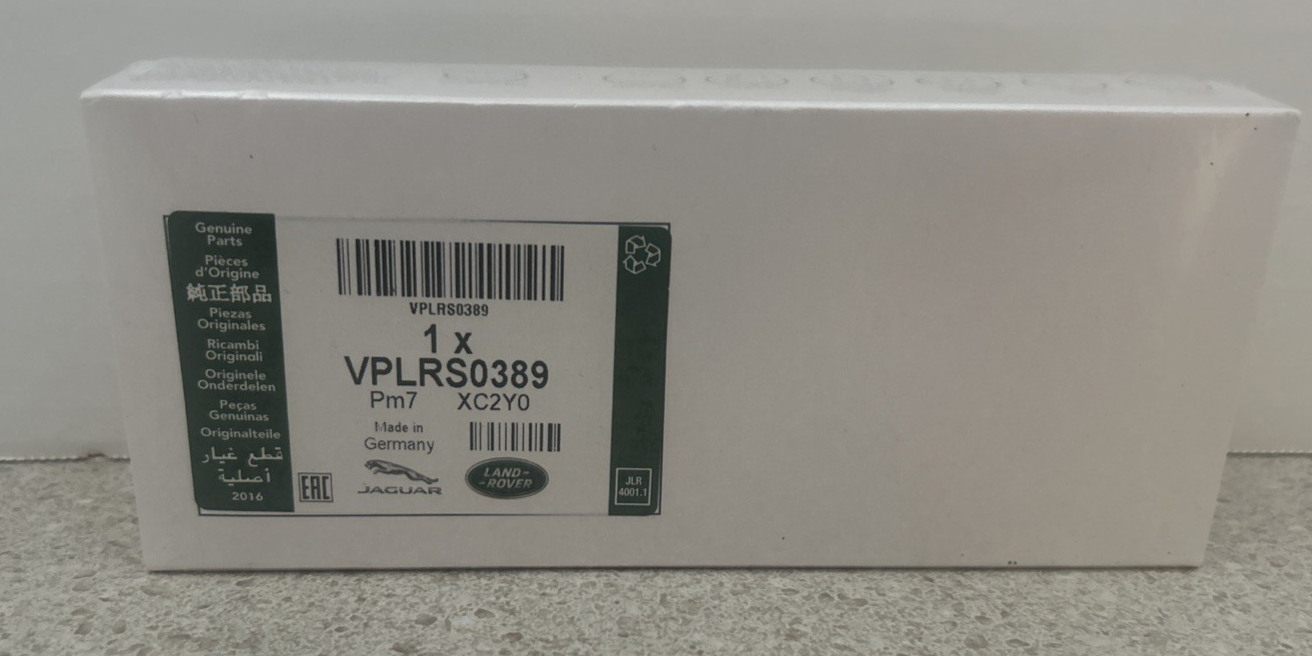 Genuine
Parts
Pièces
d'Origine
純正部品
Piezas
Originales
Ricambi
Originali
Originele
Onderdelen
Peças
Genuinas
Originalteile
قطع غيار
أصلية
2016
VPLRS0389
1 x
VPLRS0389
Pm7 XC2Y0
Made in
Germany
EAC
JAGUAR
LAND-
-ROVER
JLR
4001.1